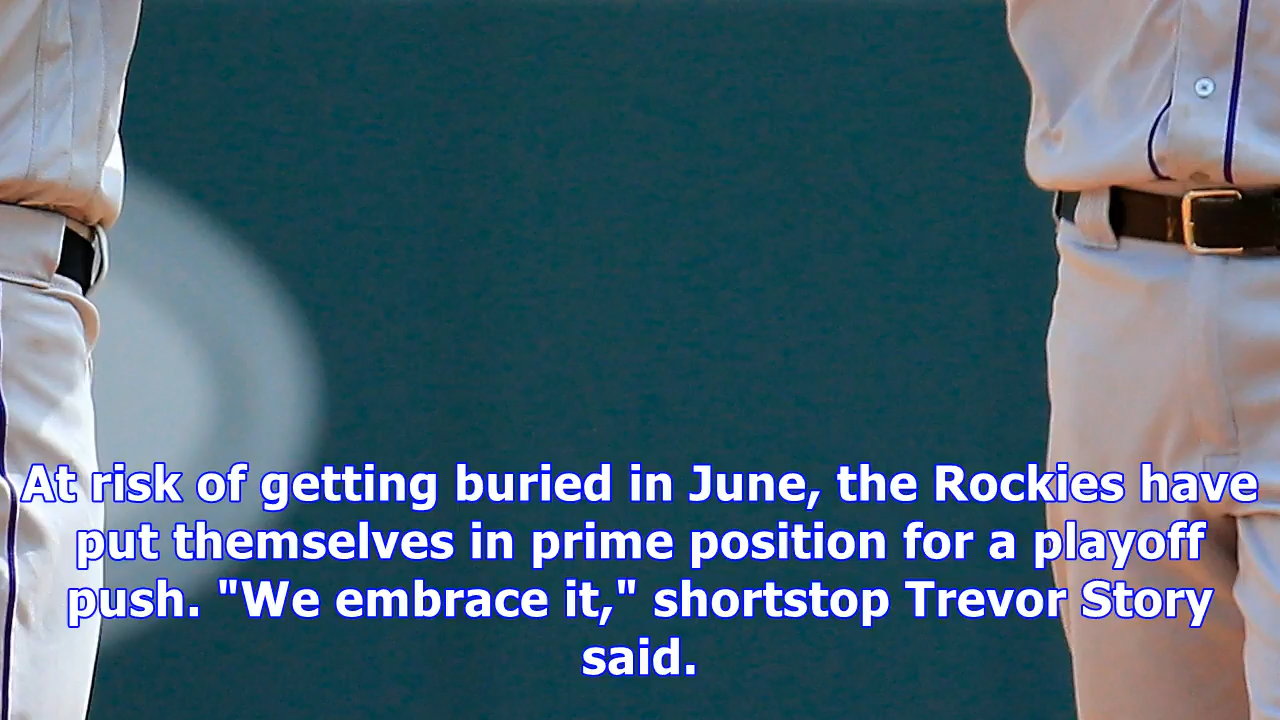 At risk of getting buried in June, the Rockies have
put themselves in prime position for a playoff
push. "We embrace it," shortstop Trevor Story
said.